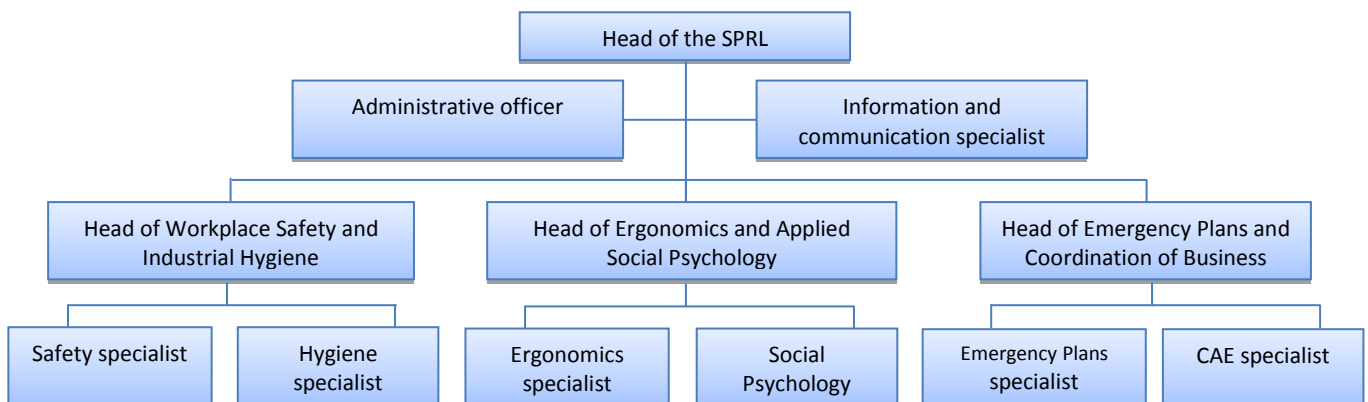 Head of the SPRL
Administrative officer
Information and
communication specialist
Head of Workplace Safety and
Industrial Hygiene
Head of Ergonomics and Applied
Social Psychology
Head of Emergency Plans and
Coordination of Business
Safety specialist
Hygiene
specialist
Ergonomics
specialist
Social
Psychology
Emergency Plans
specialist
CAE specialist